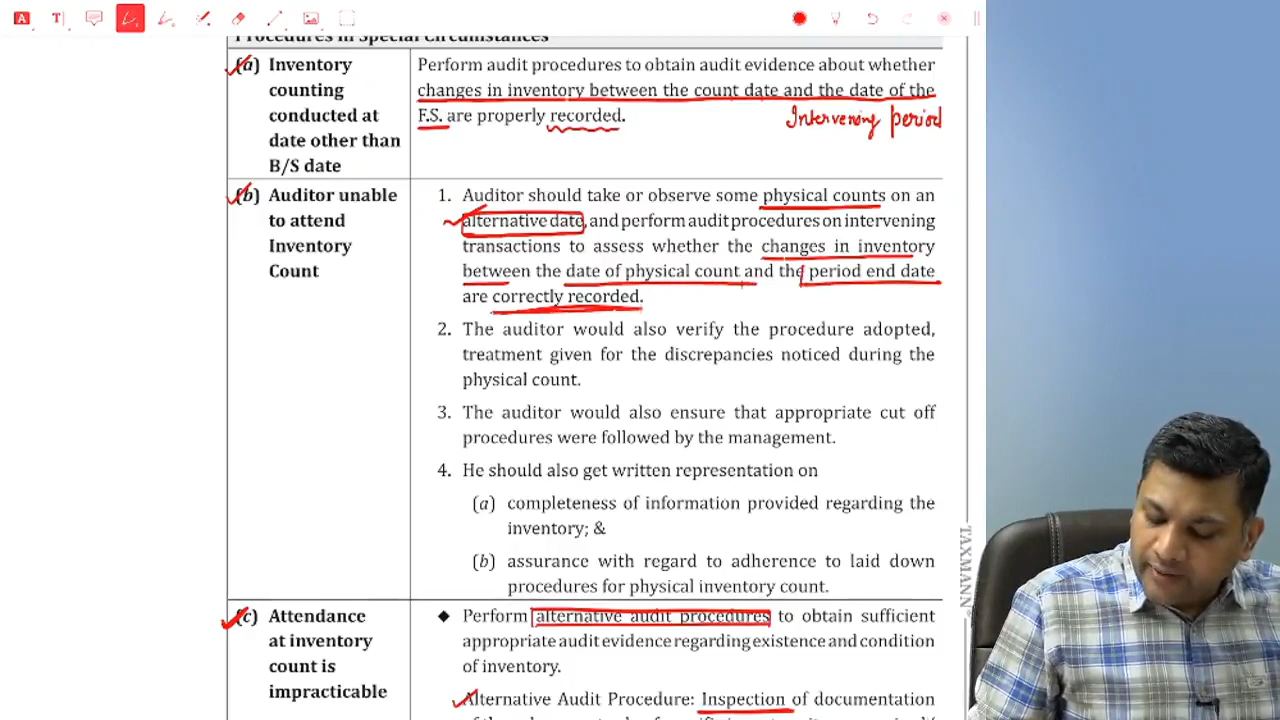 A T
Procedures in Special Circumstances
(a) Inventory counting conducted at date other than B/S date
Perform audit procedures to obtain audit evidence about whether
changes in inventory between the count date and the date of the
F.S. are properly recorded.
Intervening period
(b) Auditor unable to attend Inventory Count
1. Auditor should take or observe some physical counts on an
alternative date, and perform audit procedures on intervening
transactions to assess whether the changes in inventory
between the date of physical count and the period end date
are correctly recorded.
2. The auditor would also verify the procedure adopted,
treatment given for the discrepancies noticed during the
physical count.
3. The auditor would also ensure that appropriate cut off
procedures were followed by the management.
4. He should also get written representation on
(a) completeness of information provided regarding the
inventory; &
(b) assurance with regard to adherence to laid down
procedures for physical inventory count.
(c) Attendance at inventory count is impracticable
◆ Perform alternative audit procedures to obtain sufficient
appropriate audit evidence regarding existence and condition
of inventory.
Alternative Audit Procedure: Inspection of documentation
TAXMANN